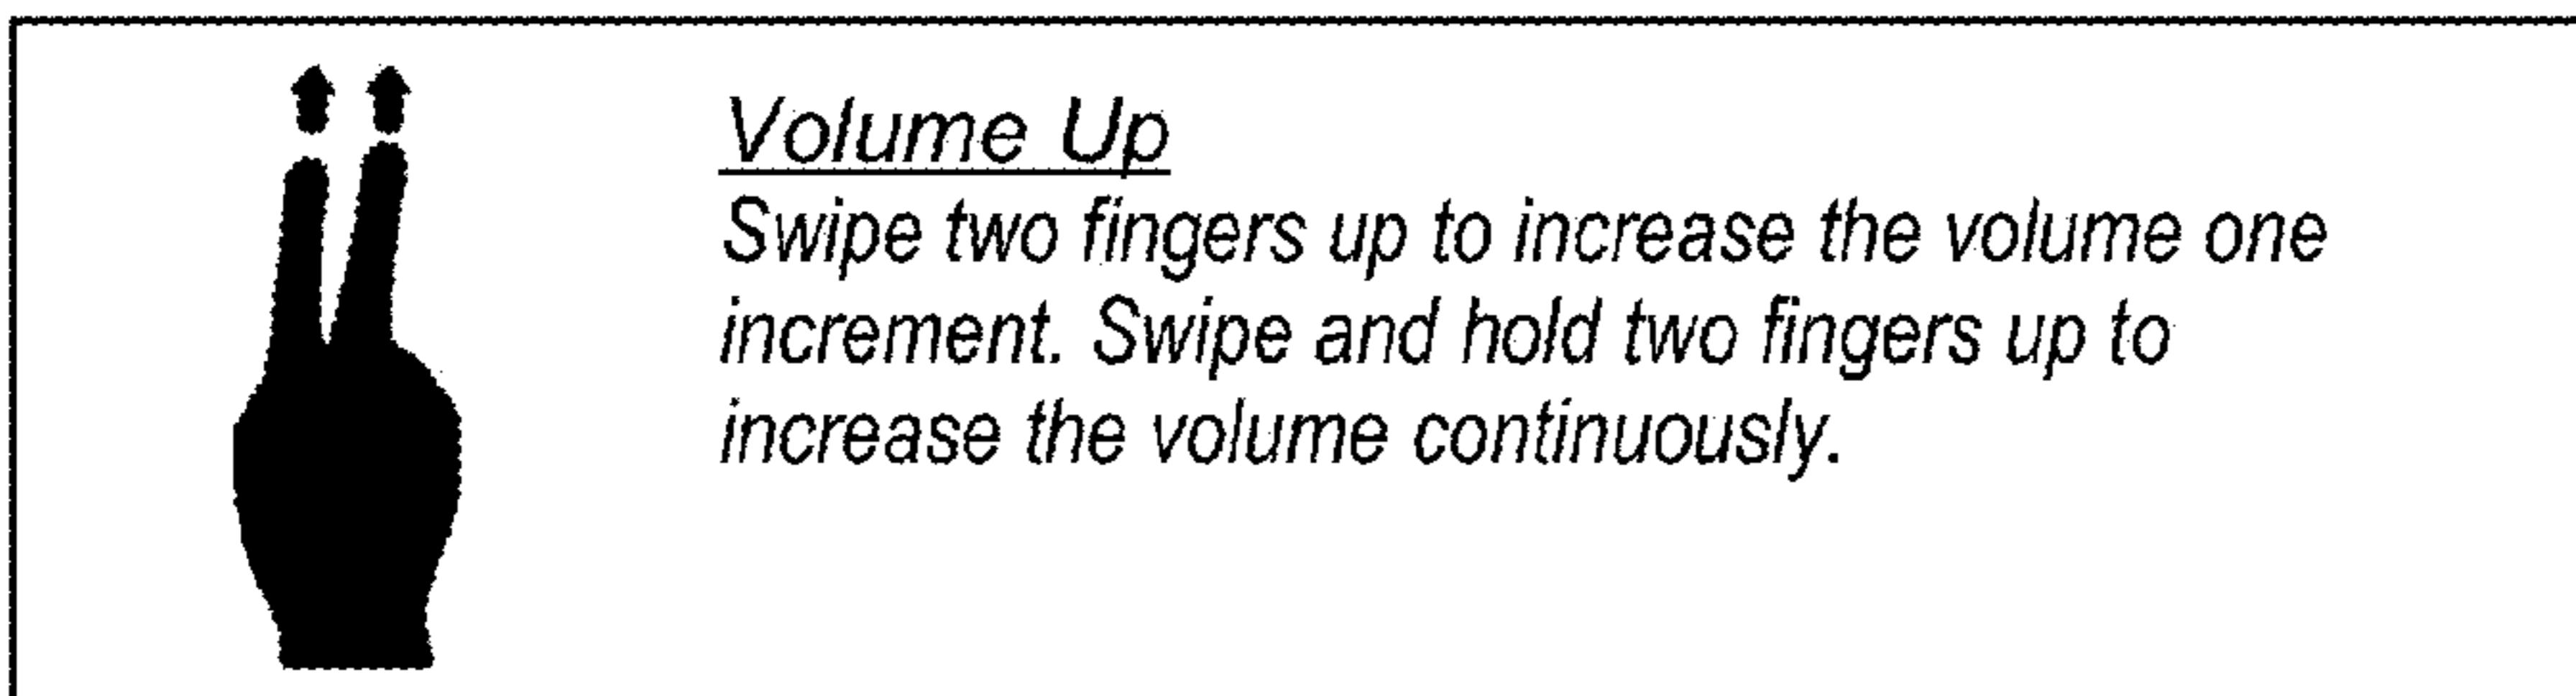 Volume Up
Swipe two fingers up to increase the volume one
increment. Swipe and hold two fingers up to
increase the volume continuously.